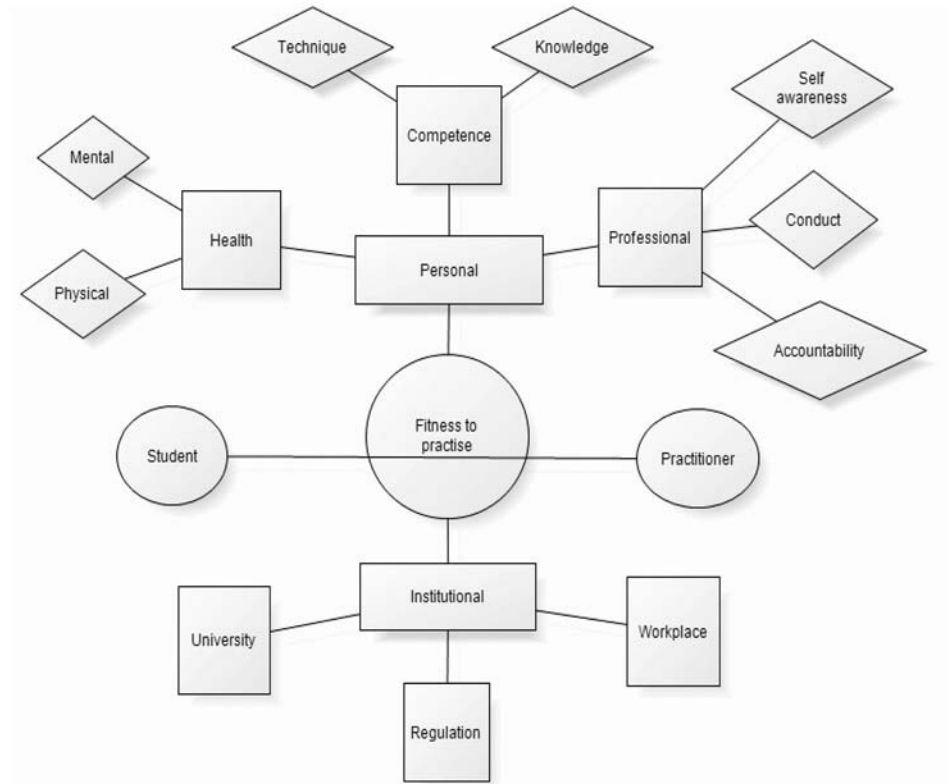 Technique
Knowledge
Self
awareness
Competence
Mental
Conduct
Professional
Health
Personal
Physical
Accountability
Fitness to
practise
Student
Practitioner
Institutional
University
Workplace
Regulation